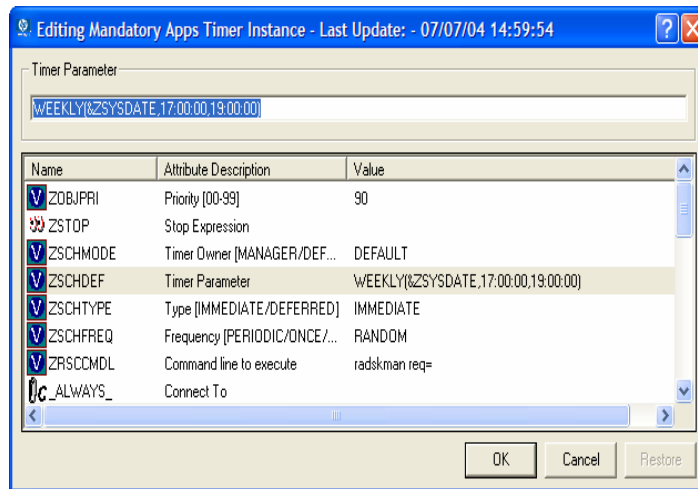 Editing Mandatory Apps Timer Instance - Last Update: - 07/07/04 14:59:54
Timer Parameter
WEEKLY(&ZSYSDATE,17:00:00,19:00:00)
Name Attribute Description Value
V ZOBJPRI Priority [00-99] 90
ZSTOP Stop Expression
V ZSCHMODE Timer Owner [MANAGER/DEF... DEFAULT
V ZSCHDEF Timer Parameter WEEKLY(&ZSYSDATE,17:00:00,19:00:00)
V ZSCHTYPE Type [IMMEDIATE/DEFERRED] IMMEDIATE
V ZSCHFREQ Frequency [PERIODIC/ONCE/... RANDOM
V ZRSCCMDL Command line to execute radskman req=
C _ALWAYS_ Connect To
OK Cancel Restore